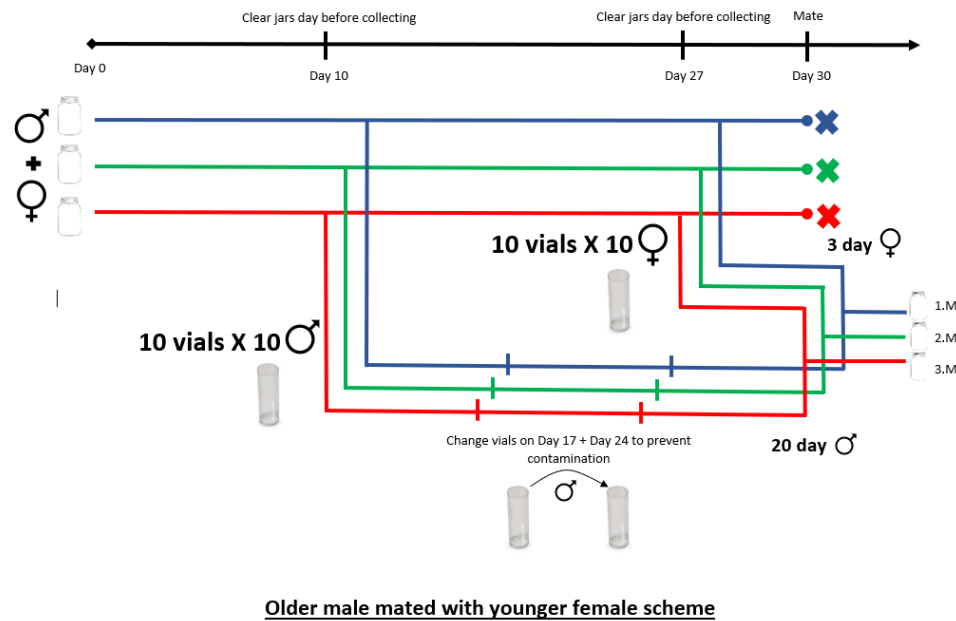 Clear jars day before collecting
Clear jars day before collecting
Mate
Day 0
Day 10
Day 27
Day 30
10 vials X 10
3 day
1.M
2.M
3.M
10 vials X 10
20 day
Change vials on Day 17 + Day 24 to prevent
contamination
Older male mated with younger female scheme